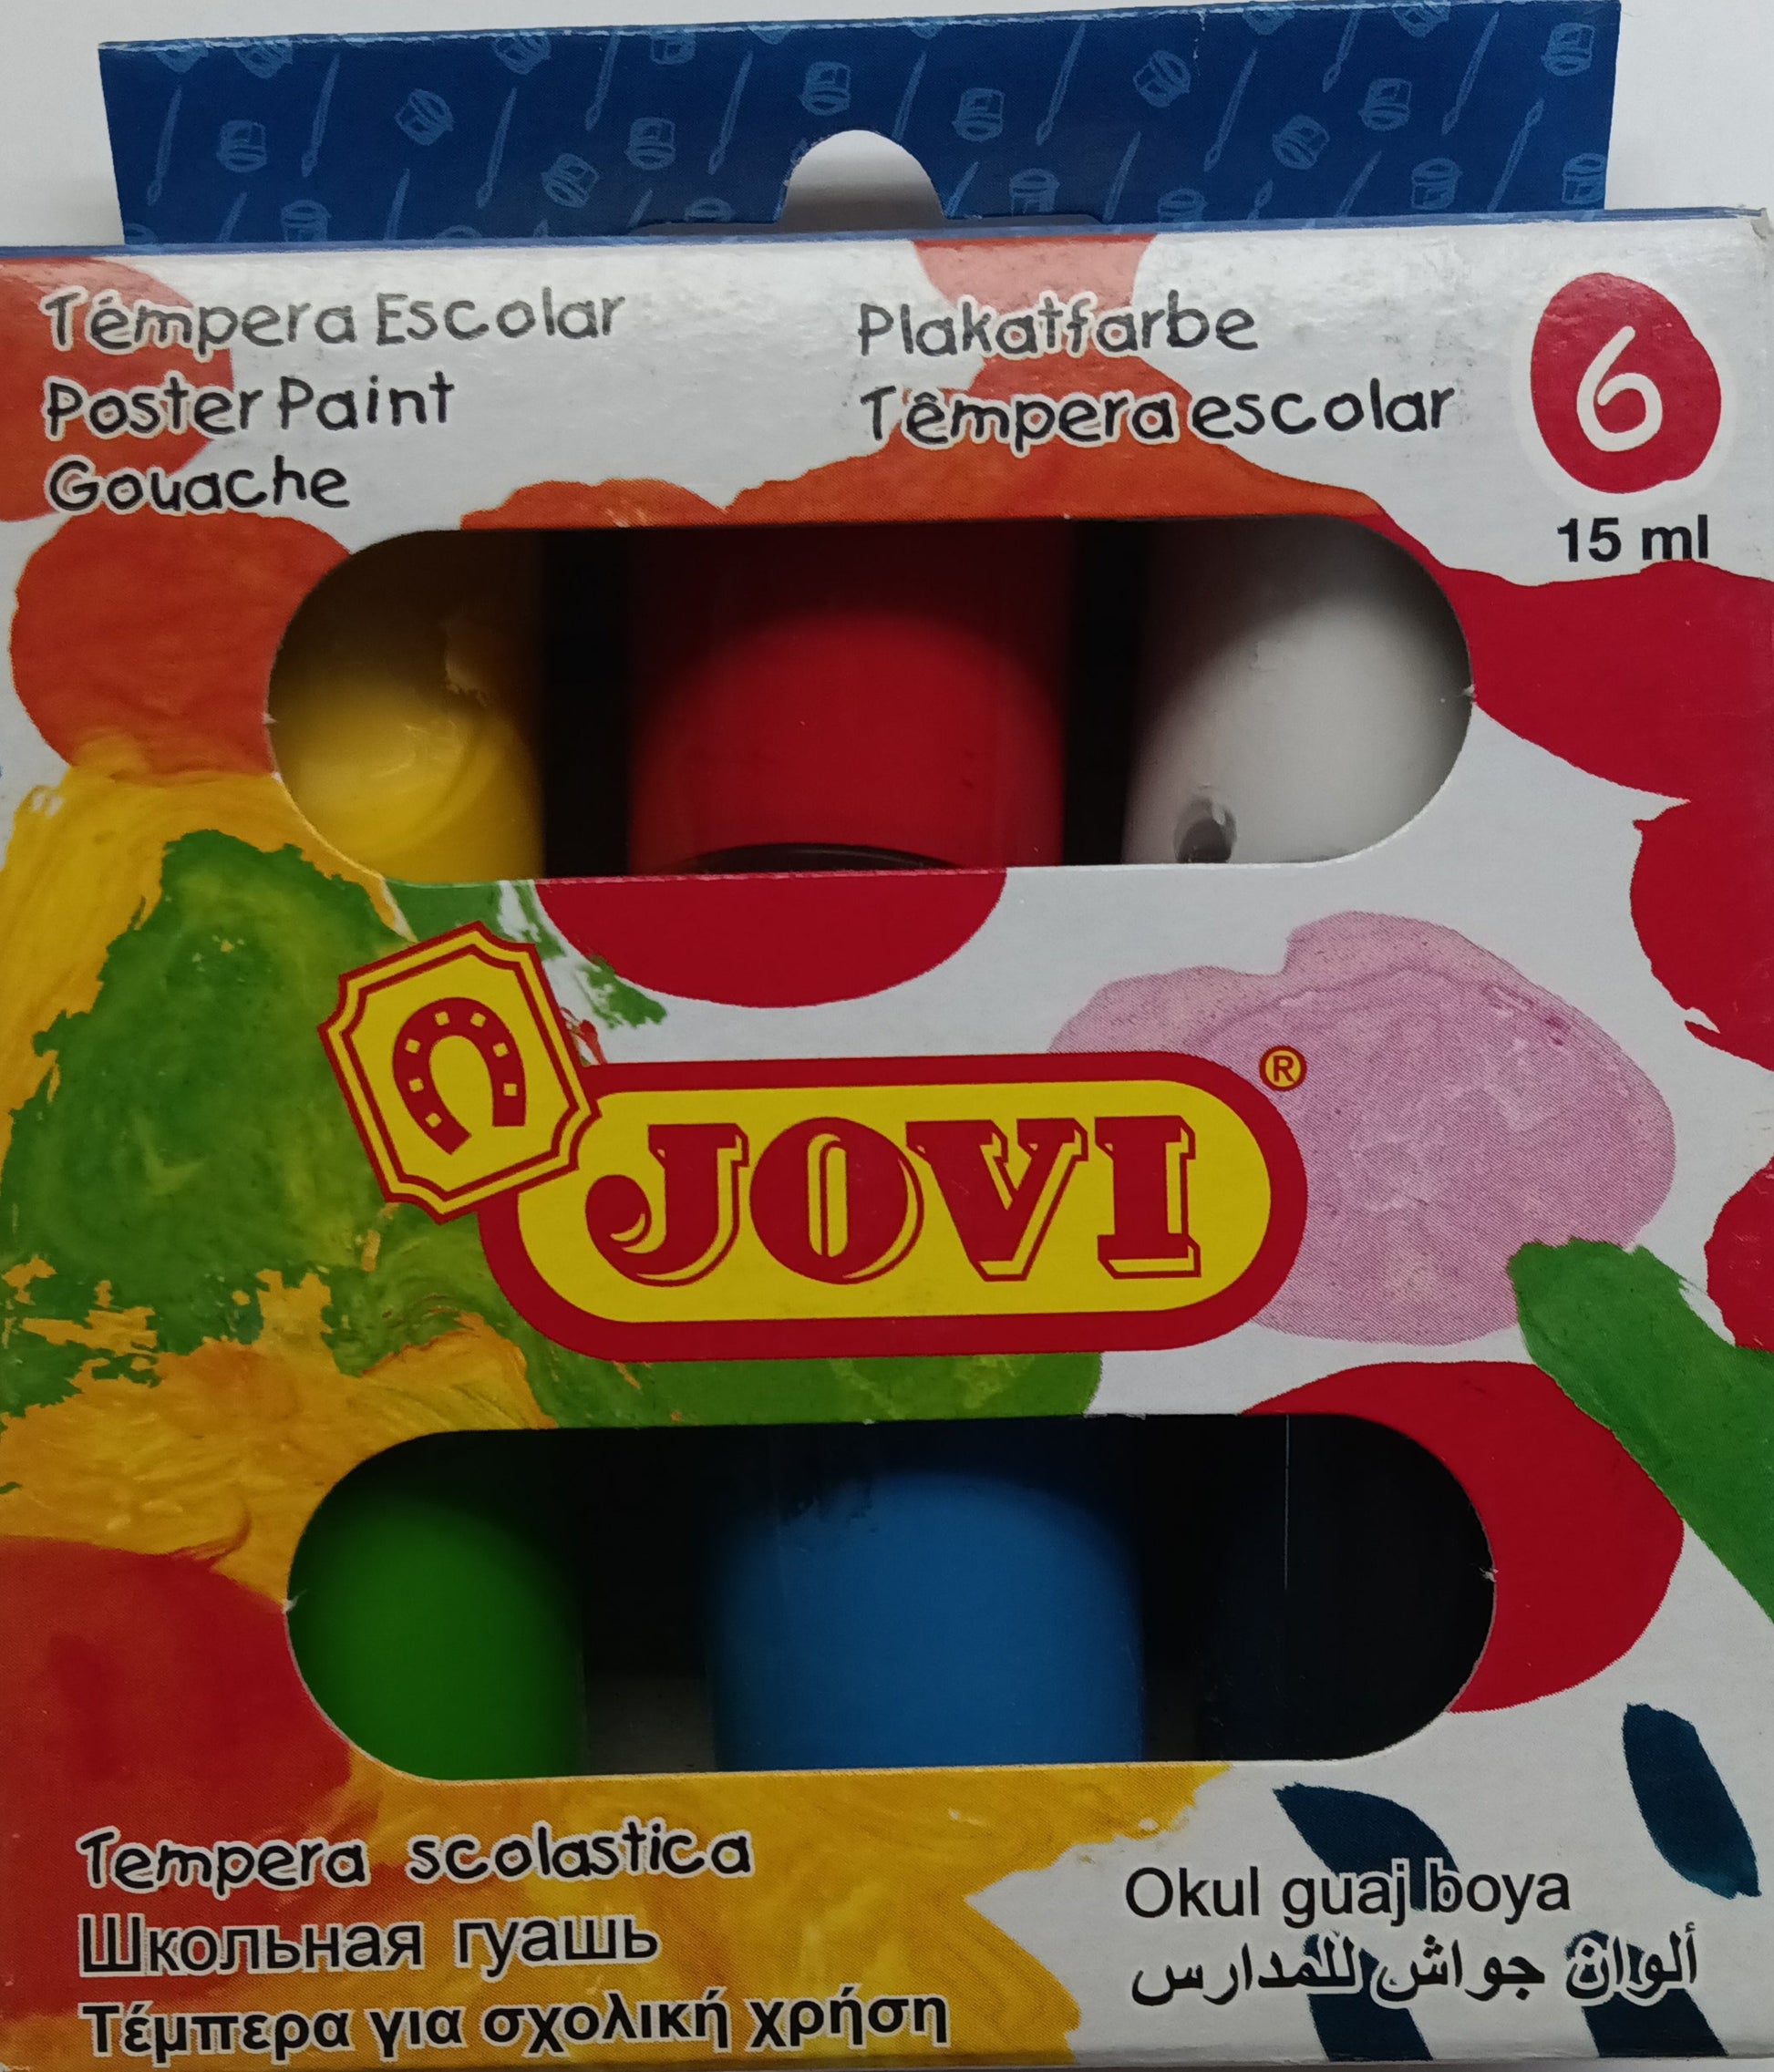 Témpera Escolar
Poster Paint
Gouache
Plakatfarbe
Têmpera escolar
6
15 ml
JOVI
®
Tempera scolastica
Школьная гуашь
Τέμπερα για σχολική χρήση
Okul guaj boya
ألوان جواش للمدارس